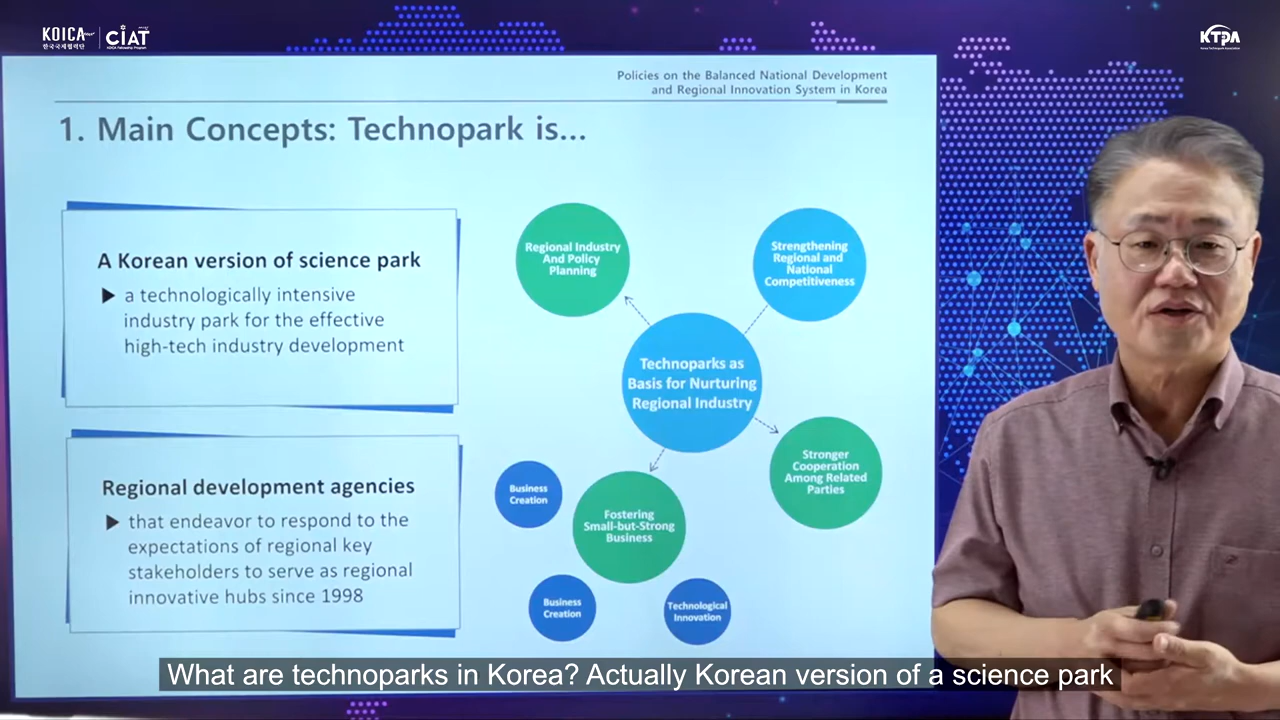 KOICA
한국국제협력단
CIAT
KOICA Fellowship Program
KTPA
Korea Technopark Association
Policies on the Balanced National Development
and Regional Innovation System in Korea
1. Main Concepts: Technopark is...
A Korean version of science park
▶ a technologically intensive
industry park for the effective
high-tech industry development
Regional development agencies
▶ that endeavor to respond to the
expectations of regional key
stakeholders to serve as regional
innovative hubs since 1998
Regional Industry
And Policy
Planning
Strengthening
Regional and
National
Competitiveness
Technoparks as
Basis for Nurturing
Regional Industry
Stronger
Cooperation
Among Related
Parties
Business
Creation
Fostering
Small-but-Strong
Business
Business
Creation
Technological
Innovation
What are technoparks in Korea? Actually Korean version of a science park